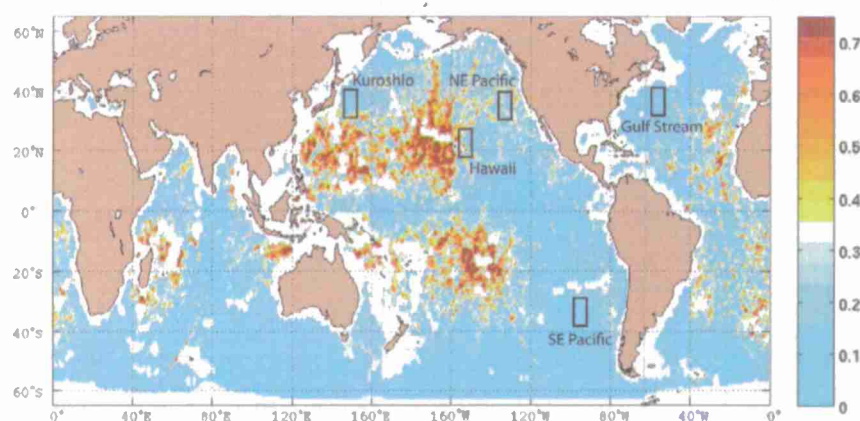 60°N
40°N
20°N
0°
20°S
40°S
60°S
Kuroshio
NE Pacific
Gulf Stream
Hawaii
SE Pacific
0.7
0.6
0.5
0.4
0.3
0.2
0.1
0
0°
40°E
80°E
120°E
160°E
160°W
120°W
80°W
40°W
0°